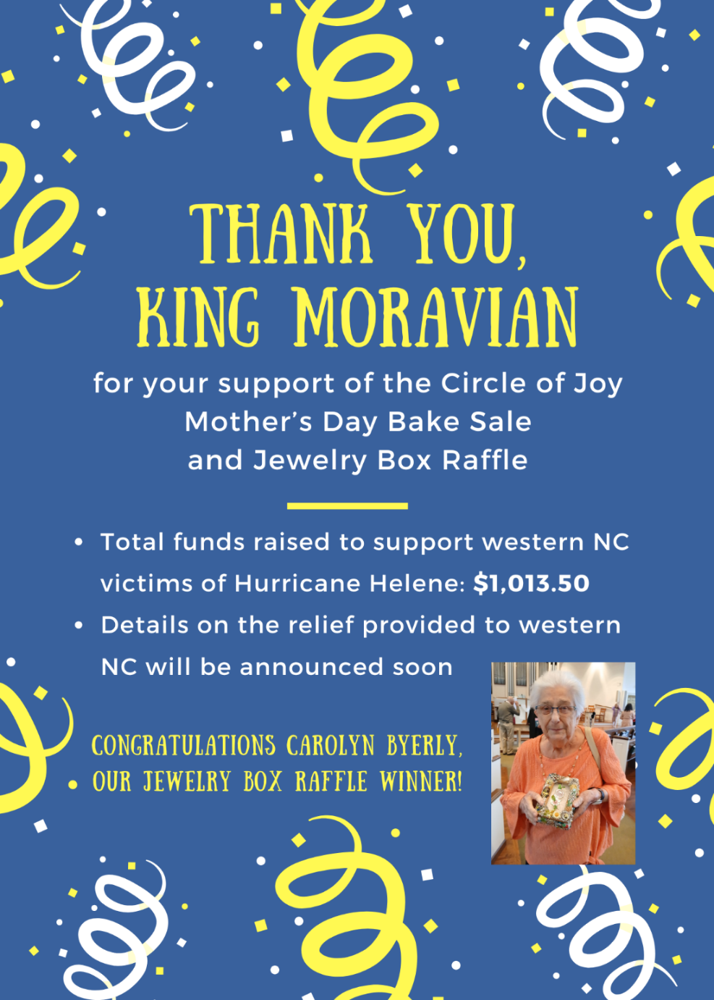 THANK YOU,
KING MORAVIAN
for your support of the Circle of Joy
Mother’s Day Bake Sale
and Jewelry Box Raffle
• Total funds raised to support western NC
victims of Hurricane Helene: $1,013.50
• Details on the relief provided to western
NC will be announced soon
CONGRATULATIONS CAROLYN BYERLY,
OUR JEWELRY BOX RAFFLE WINNER!